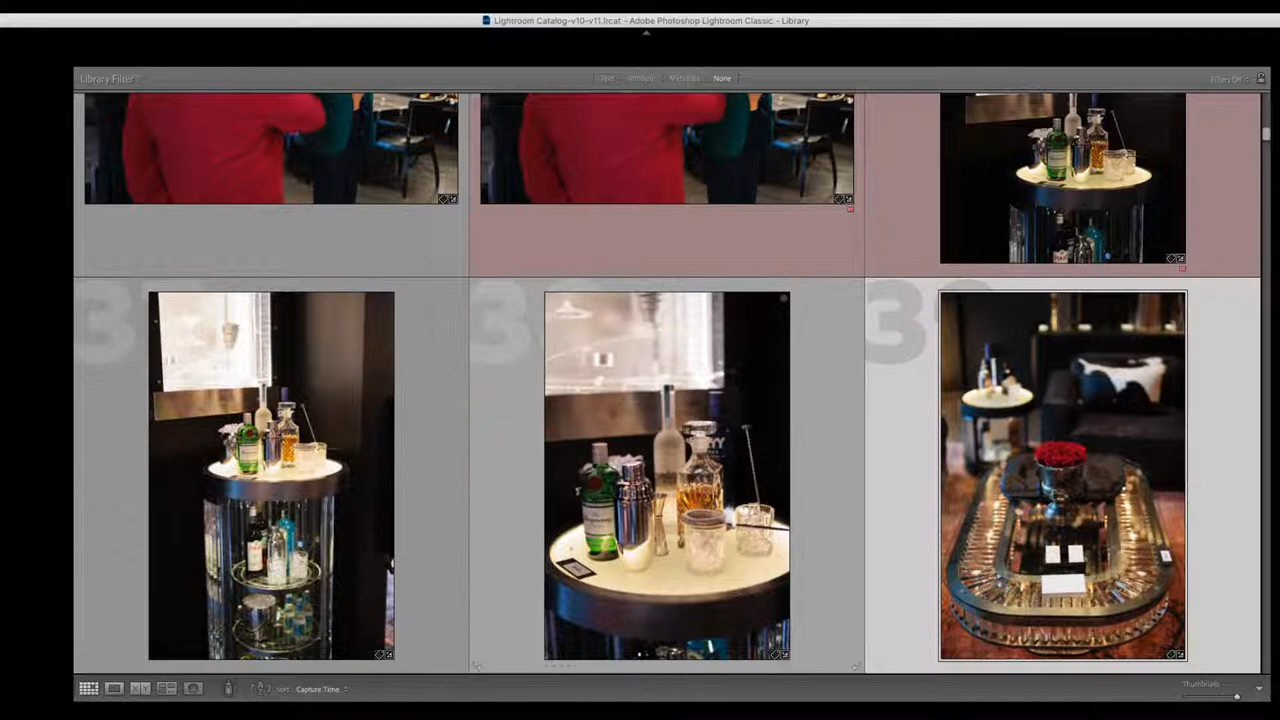 Lightroom Catalog-v10-v11.lrcat - Adobe Photoshop Lightroom Classic - Library
Library Filter: Text Attribute Metadata None Filters Off
Sort: Capture Time Thumbnails